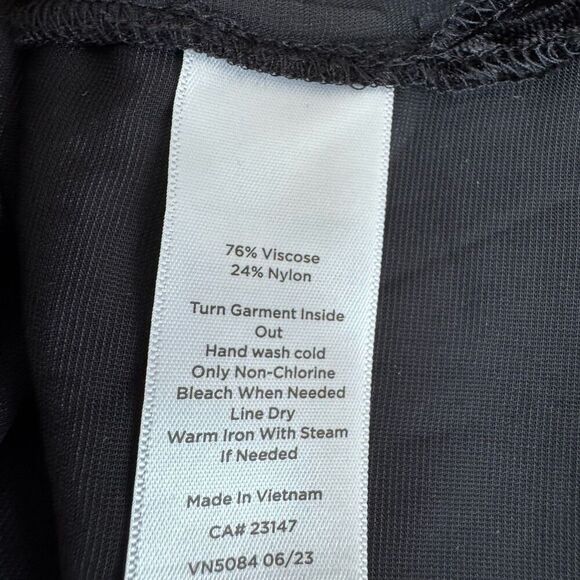 76% Viscose
24% Nylon
Turn Garment Inside
Out
Hand wash cold
Only Non-Chlorine
Bleach When Needed
Line Dry
Warm Iron With Steam
If Needed
Made In Vietnam
CA# 23147
VN5084 06/23